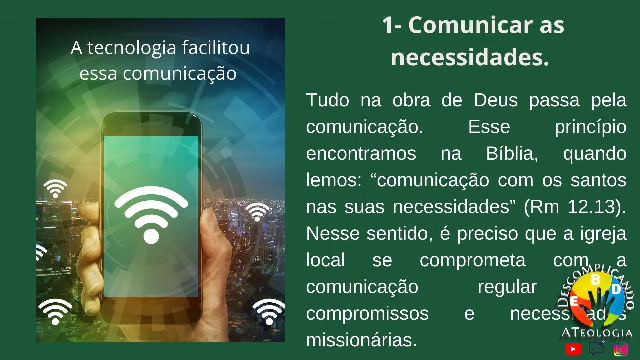 A tecnologia facilitou
essa comunicação
1- Comunicar as
necessidades.
Tudo na obra de Deus passa pela
comunicação. Esse princípio
encontramos na Bíblia, quando
lemos: “comunicação com os santos
nas suas necessidades” (Rm 12.13).
Nesse sentido, é preciso que a igreja
local se comprometa com a
comunicação regular
compromissos e necessidades
missionárias.
DESCOMPLICANDO
EBD
ATEOLOGIA